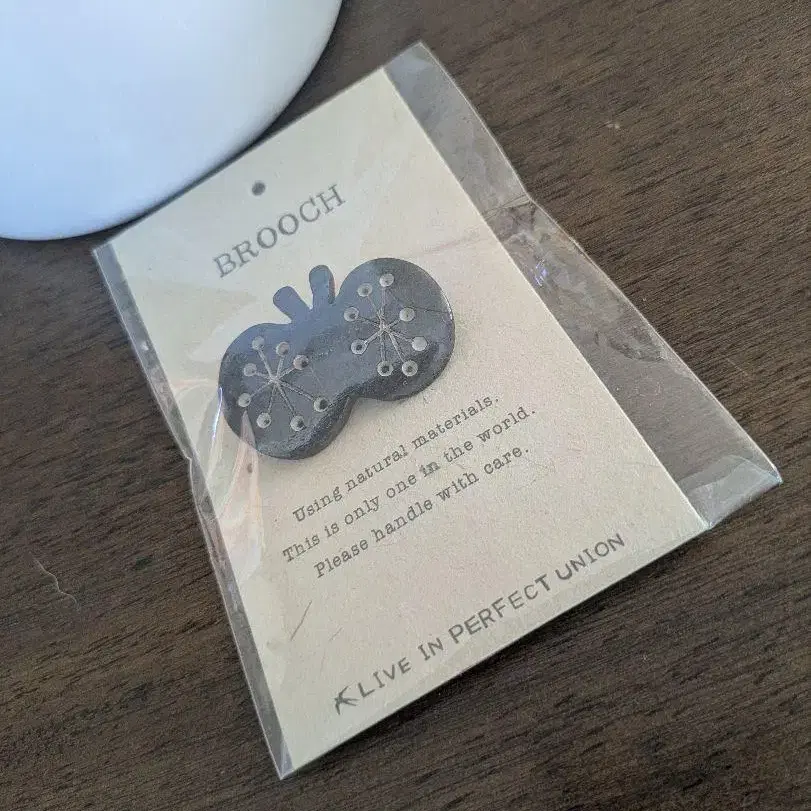 BROOCH
Using natural materials.
This is only one in the world.
Please handle with care.
LIVE IN PERFECT UNION